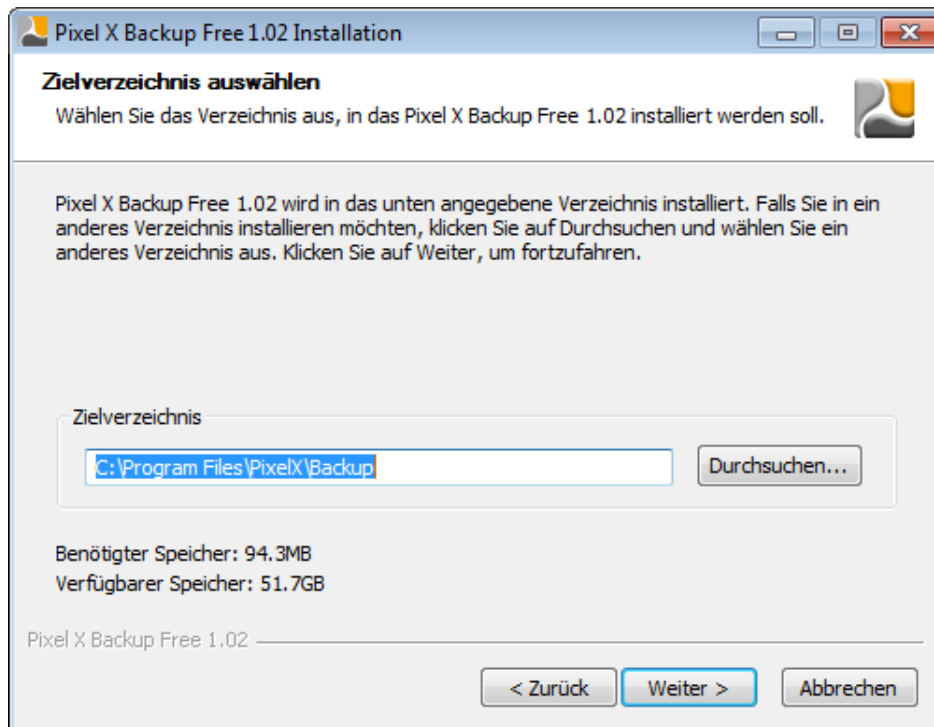 Pixel X Backup Free 1.02 Installation
Zielverzeichnis auswählen
Wählen Sie das Verzeichnis aus, in das Pixel X Backup Free 1.02 installiert werden soll.
Pixel X Backup Free 1.02 wird in das unten angegebene Verzeichnis installiert. Falls Sie in ein
anderes Verzeichnis installieren möchten, klicken Sie auf Durchsuchen und wählen Sie ein
anderes Verzeichnis aus. Klicken Sie auf Weiter, um fortzufahren.
Zielverzeichnis
C:\Program Files\PixelX\Backup
Durchsuchen...
Benötigter Speicher: 94.3MB
Verfügbarer Speicher: 51.7GB
Pixel X Backup Free 1.02
< Zurück
Weiter >
Abbrechen